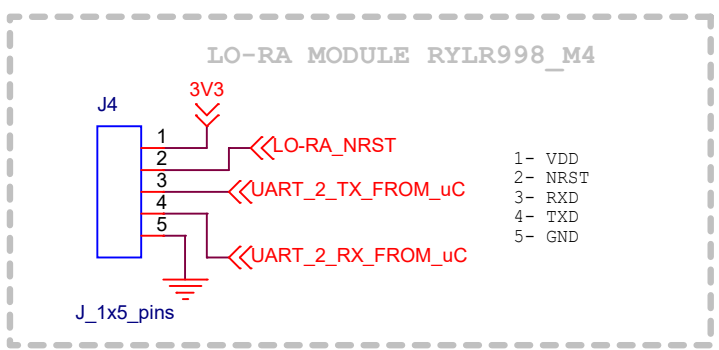 LO-RA MODULE RYLR998_M4
3V3
J4
1
2
3
4
5
LO-RA_NRST
UART_2_TX_FROM_uC
UART_2_RX_FROM_uC
1- VDD
2- NRST
3- RXD
4- TXD
5- GND
J_1x5_pins